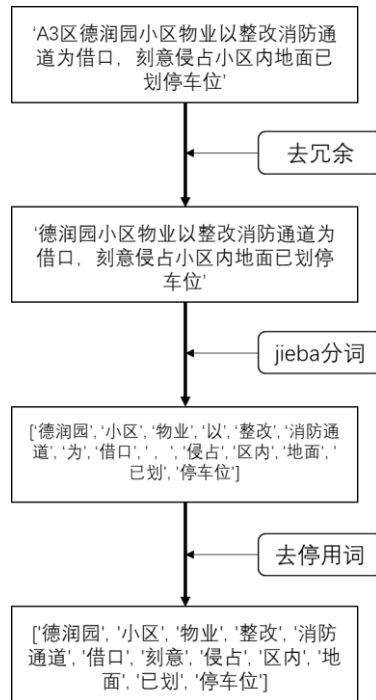 ‘A3区德润园小区物业以整改消防通
道为借口，刻意侵占小区内地面已
划停车位’
去冗余
‘德润园小区物业以整改消防通道为
借口，刻意侵占小区内地面已划停
车位’
jieba分词
[‘德润园’, ‘小区’, ‘物业’, ‘以’, ‘整改’, ‘消防通
道’, ‘为’, ‘借口’, ‘ ， ’, ‘侵占’, ‘区内’, ‘地面’, ‘
已划’, ‘停车位’]
去停用词
['德润园', '小区', '物业', '整改', '消防
通道', '借口', '刻意', '侵占', '区内', '地
面', '已划', '停车位']